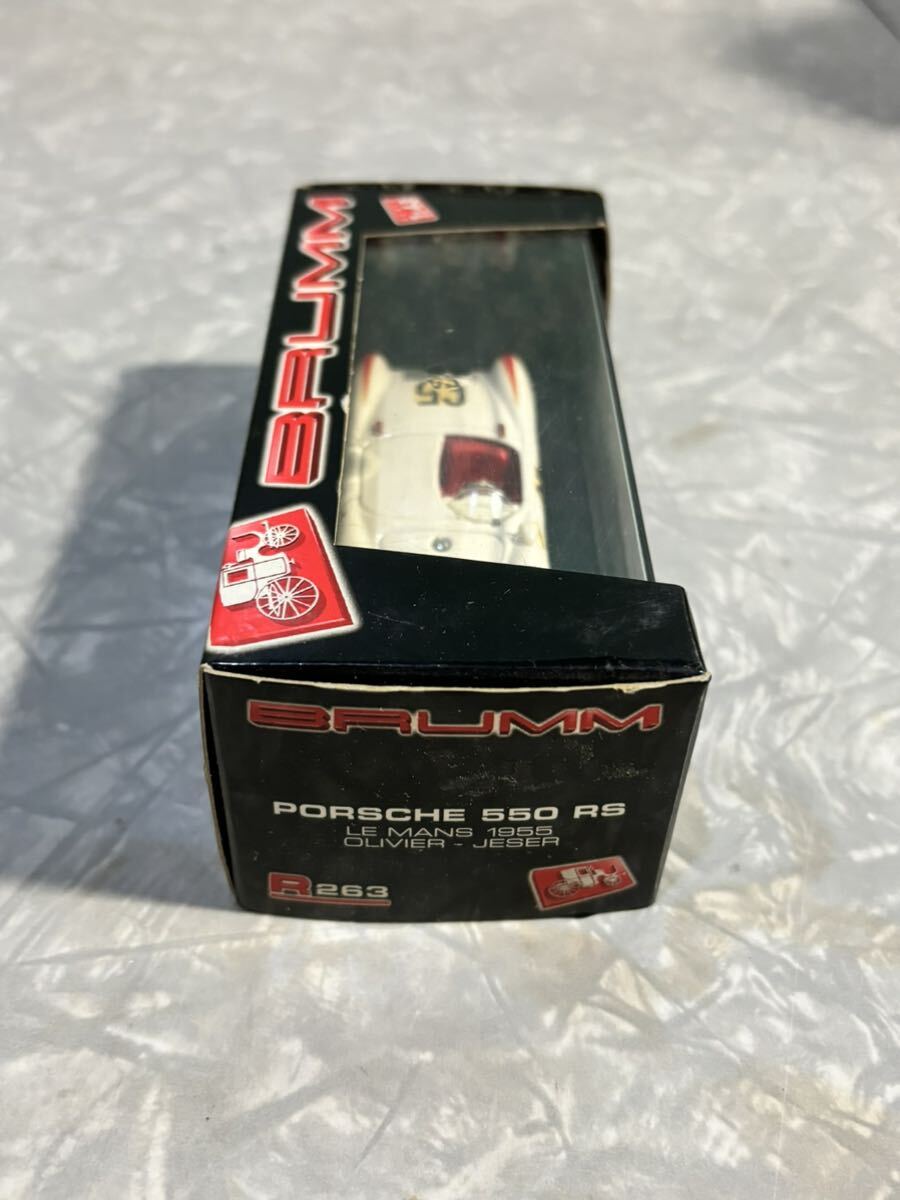 BRUMM
BRUMM
PORSCHE 550 RS
LE MANS 1955
OLIVIER - JESER
R263